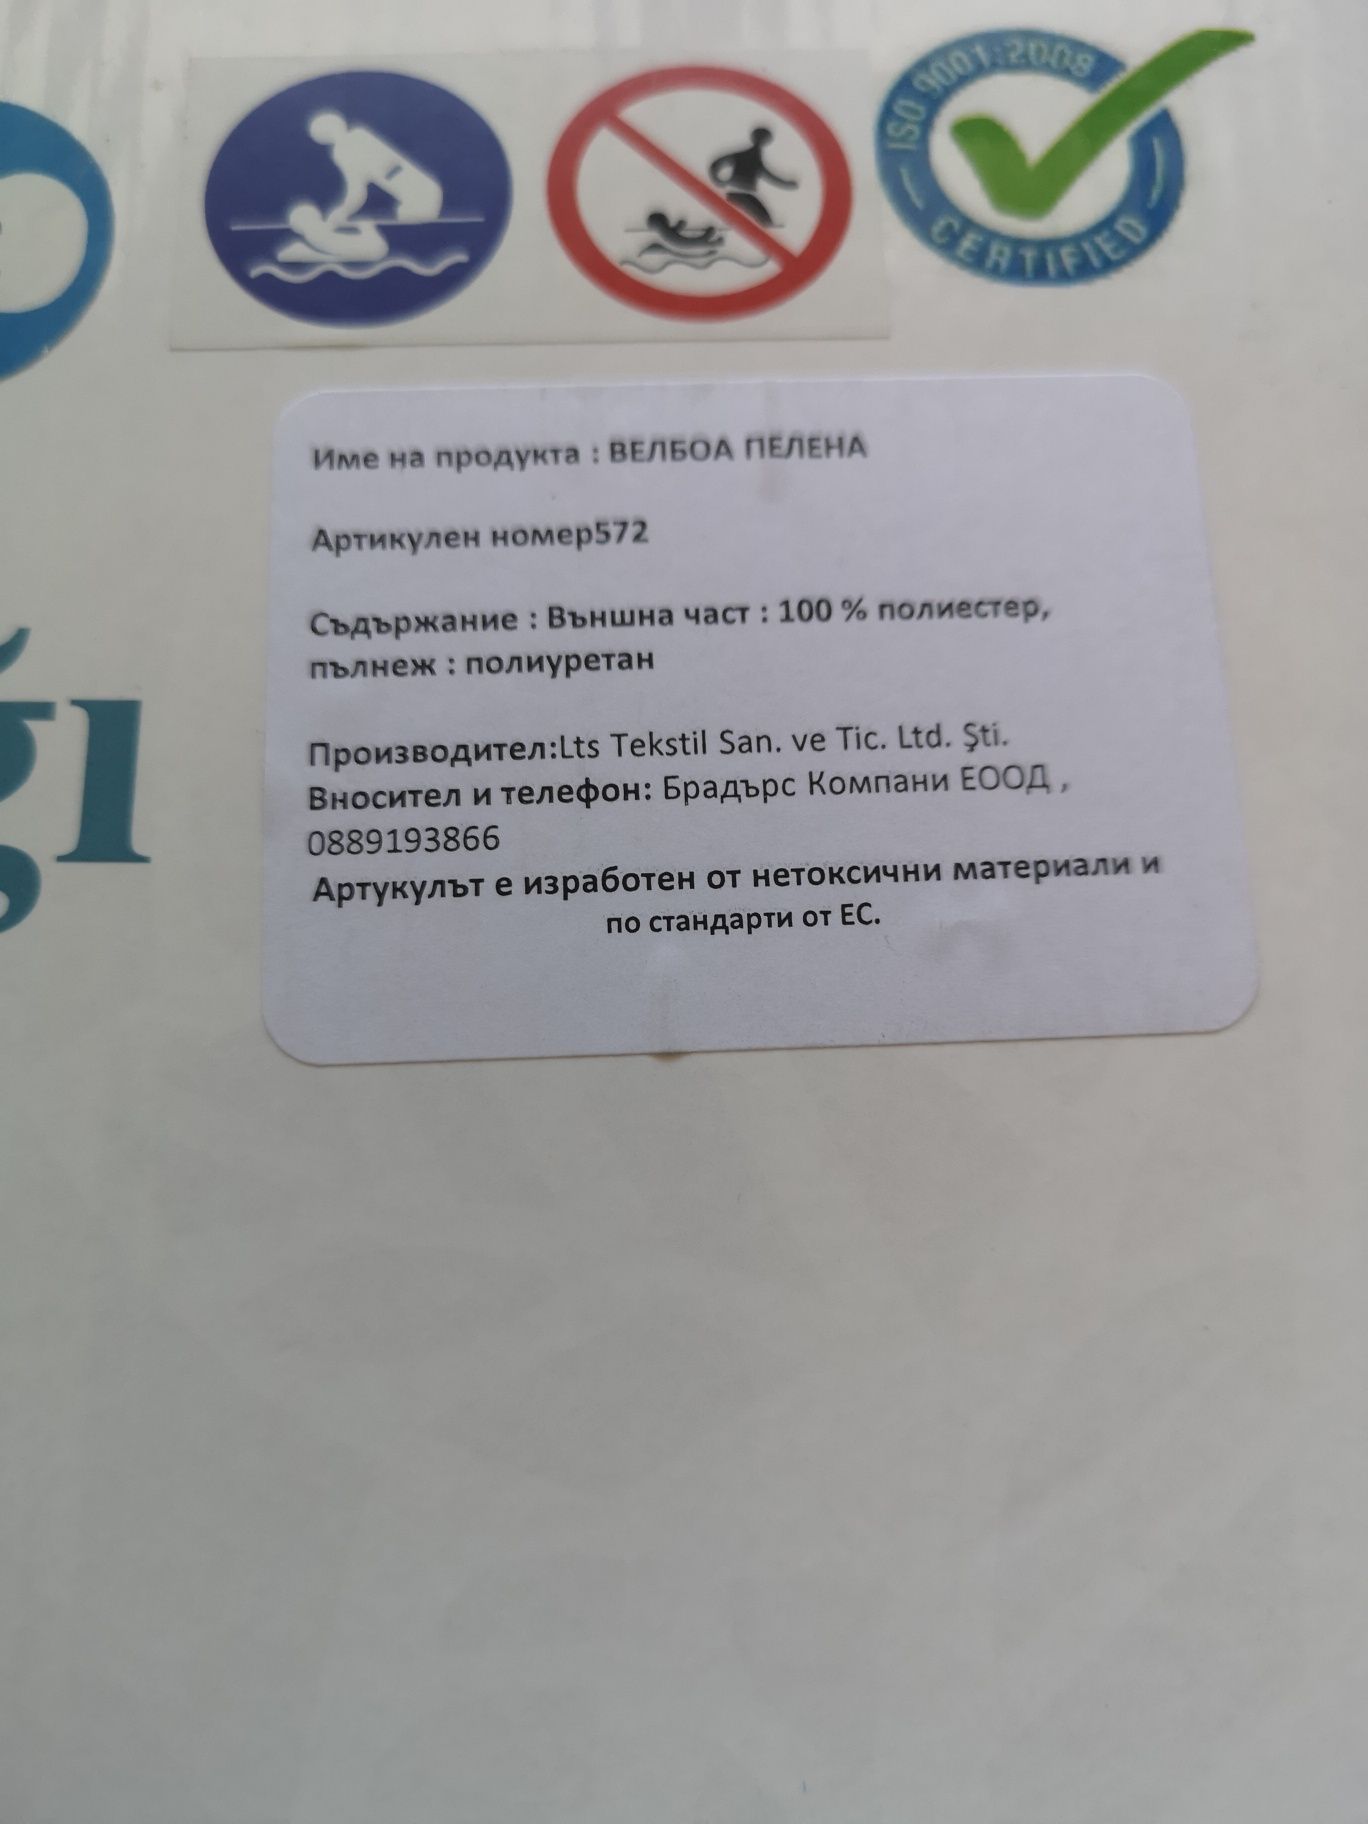 ISO 9001:2008
CERTIFIED
ğı
Име на продукта : ВЕЛБОА ПЕЛЕНА
Артикулен номер572
Съдържание : Външна част : 100 % полиестер,
пълнеж : полиуретан
Производител:Lts Tekstil San. ve Tic. Ltd. Şti.
Вносител и телефон: Брадърс Компани ЕООД ,
0889193866
Артукулът е изработен от нетоксични материали и
по стандарти от ЕС.